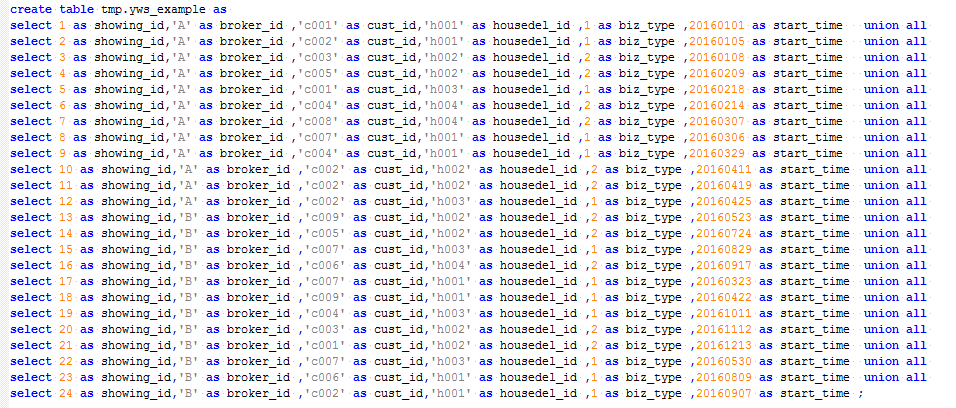 create table tmp.yws_example as
select 1 as showing_id,'A' as broker_id ,'c001' as cust_id,'h001' as housedel_id ,1 as biz_type ,20160101 as start_time union all
select 2 as showing_id,'A' as broker_id ,'c002' as cust_id,'h001' as housedel_id ,1 as biz_type ,20160105 as start_time union all
select 3 as showing_id,'A' as broker_id ,'c003' as cust_id,'h002' as housedel_id ,2 as biz_type ,20160108 as start_time union all
select 4 as showing_id,'A' as broker_id ,'c005' as cust_id,'h002' as housedel_id ,2 as biz_type ,20160209 as start_time union all
select 5 as showing_id,'A' as broker_id ,'c001' as cust_id,'h003' as housedel_id ,1 as biz_type ,20160218 as start_time union all
select 6 as showing_id,'A' as broker_id ,'c004' as cust_id,'h004' as housedel_id ,2 as biz_type ,20160214 as start_time union all
select 7 as showing_id,'A' as broker_id ,'c008' as cust_id,'h004' as housedel_id ,2 as biz_type ,20160307 as start_time union all
select 8 as showing_id,'A' as broker_id ,'c007' as cust_id,'h001' as housedel_id ,1 as biz_type ,20160306 as start_time union all
select 9 as showing_id,'A' as broker_id ,'c004' as cust_id,'h001' as housedel_id ,1 as biz_type ,20160329 as start_time union all
select 10 as showing_id,'A' as broker_id ,'c002' as cust_id,'h002' as housedel_id ,2 as biz_type ,20160411 as start_time union all
select 11 as showing_id,'A' as broker_id ,'c002' as cust_id,'h002' as housedel_id ,2 as biz_type ,20160419 as start_time union all
select 12 as showing_id,'A' as broker_id ,'c002' as cust_id,'h003' as housedel_id ,1 as biz_type ,20160425 as start_time union all
select 13 as showing_id,'B' as broker_id ,'c009' as cust_id,'h002' as housedel_id ,2 as biz_type ,20160523 as start_time union all
select 14 as showing_id,'B' as broker_id ,'c005' as cust_id,'h002' as housedel_id ,2 as biz_type ,20160724 as start_time union all
select 15 as showing_id,'B' as broker_id ,'c007' as cust_id,'h003' as housedel_id ,1 as biz_type ,20160829 as start_time union all
select 16 as showing_id,'B' as broker_id ,'c006' as cust_id,'h004' as housedel_id ,2 as biz_type ,20160917 as start_time union all
select 17 as showing_id,'B' as broker_id ,'c007' as cust_id,'h001' as housedel_id ,1 as biz_type ,20160323 as start_time union all
select 18 as showing_id,'B' as broker_id ,'c009' as cust_id,'h001' as housedel_id ,1 as biz_type ,20160422 as start_time union all
select 19 as showing_id,'B' as broker_id ,'c004' as cust_id,'h003' as housedel_id ,1 as biz_type ,20161011 as start_time union all
select 20 as showing_id,'B' as broker_id ,'c003' as cust_id,'h002' as housedel_id ,2 as biz_type ,20161112 as start_time union all
select 21 as showing_id,'B' as broker_id ,'c001' as cust_id,'h002' as housedel_id ,2 as biz_type ,20161213 as start_time union all
select 22 as showing_id,'B' as broker_id ,'c007' as cust_id,'h003' as housedel_id ,1 as biz_type ,20160530 as start_time union all
select 23 as showing_id,'B' as broker_id ,'c006' as cust_id,'h001' as housedel_id ,1 as biz_type ,20160809 as start_time union all
select 24 as showing_id,'B' as broker_id ,'c002' as cust_id,'h001' as housedel_id ,1 as biz_type ,20160907 as start_time ;